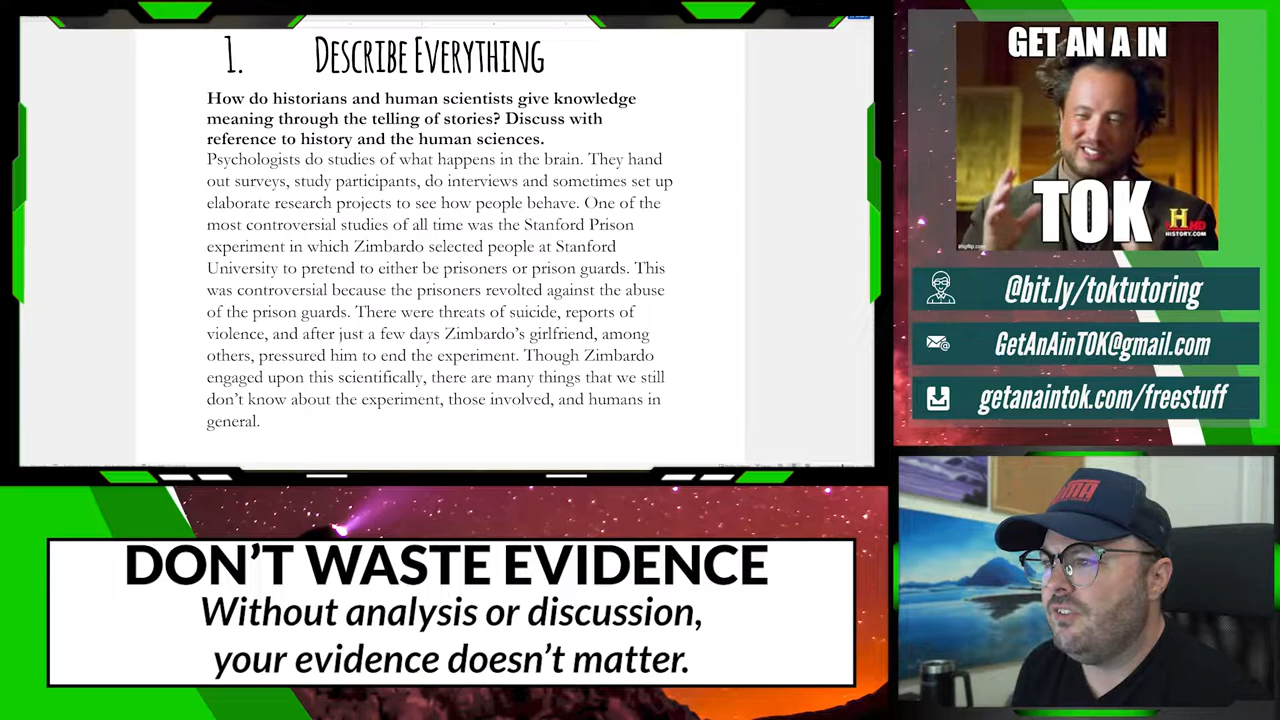 1. DESCRIBE EVERYTHING
How do historians and human scientists give knowledge
meaning through the telling of stories? Discuss with
reference to history and the human sciences.
Psychologists do studies of what happens in the brain. They hand
out surveys, study participants, do interviews and sometimes set up
elaborate research projects to see how people behave. One of the
most controversial studies of all time was the Stanford Prison
experiment in which Zimbardo selected people at Stanford
University to pretend to either be prisoners or prison guards. This
was controversial because the prisoners revolted against the abuse
of the prison guards. There were threats of suicide, reports of
violence, and after just a few days Zimbardo's girlfriend, among
others, pressured him to end the experiment. Though Zimbardo
engaged upon this scientifically, there are many things that we still
don't know about the experiment, those involved, and humans in
general.
DON'T WASTE EVIDENCE
Without analysis or discussion,
your evidence doesn't matter.
GET AN A IN
TOK
H HD
HISTORY.COM
imgflip.com
@bit.ly/toktutoring
GetAnAinTOK@gmail.com
getanaintok.com/freestuff